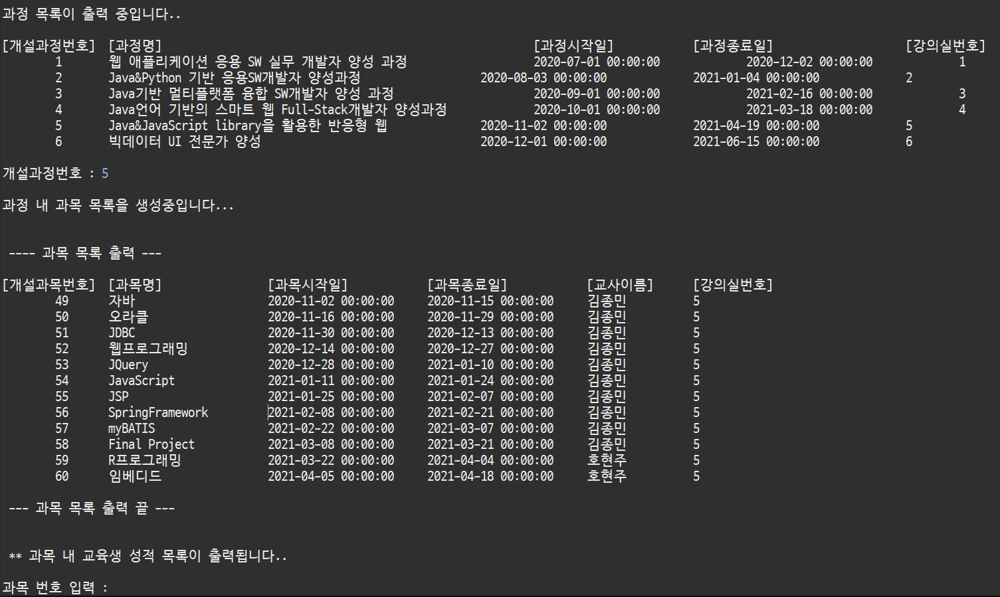 과정 목록이 출력 중입니다..
[개설과정번호] [과정명] [과정시작일] [과정종료일] [강의실번호]
1 웹 애플리케이션 응용 SW 실무 개발자 양성 과정 2020-07-01 00:00:00 2020-12-02 00:00:00 1
2 Java&Python 기반 응용SW개발자 양성과정 2020-08-03 00:00:00 2021-01-04 00:00:00 2
3 Java기반 멀티플랫폼 융합 SW개발자 양성 과정 2020-09-01 00:00:00 2021-02-16 00:00:00 3
4 Java언어 기반의 스마트 웹 Full-Stack개발자 양성과정 2020-10-01 00:00:00 2021-03-18 00:00:00 4
5 Java&JavaScript library을 활용한 반응형 웹 2020-11-02 00:00:00 2021-04-19 00:00:00 5
6 빅데이터 UI 전문가 양성 2020-12-01 00:00:00 2021-06-15 00:00:00 6
개설과정번호 : 5
과정 내 과목 목록을 생성중입니다...
---- 과목 목록 출력 ---
[개설과목번호] [과목명] [과목시작일] [과목종료일] [교사이름] [강의실번호]
49 자바 2020-11-02 00:00:00 2020-11-15 00:00:00 김종민 5
50 오라클 2020-11-16 00:00:00 2020-11-29 00:00:00 김종민 5
51 JDBC 2020-11-30 00:00:00 2020-12-13 00:00:00 김종민 5
52 웹프로그래밍 2020-12-14 00:00:00 2020-12-27 00:00:00 김종민 5
53 JQuery 2020-12-28 00:00:00 2021-01-10 00:00:00 김종민 5
54 JavaScript 2021-01-11 00:00:00 2021-01-24 00:00:00 김종민 5
55 JSP 2021-01-25 00:00:00 2021-02-07 00:00:00 김종민 5
56 SpringFramework 2021-02-08 00:00:00 2021-02-21 00:00:00 김종민 5
57 myBATIS 2021-02-22 00:00:00 2021-03-07 00:00:00 김종민 5
58 Final Project 2021-03-08 00:00:00 2021-03-21 00:00:00 김종민 5
59 R프로그래밍 2021-03-22 00:00:00 2021-04-04 00:00:00 호현주 5
60 임베디드 2021-04-05 00:00:00 2021-04-18 00:00:00 호현주 5
--- 과목 목록 출력 끝 ---
** 과목 내 교육생 성적 목록이 출력됩니다..
과목 번호 입력 :